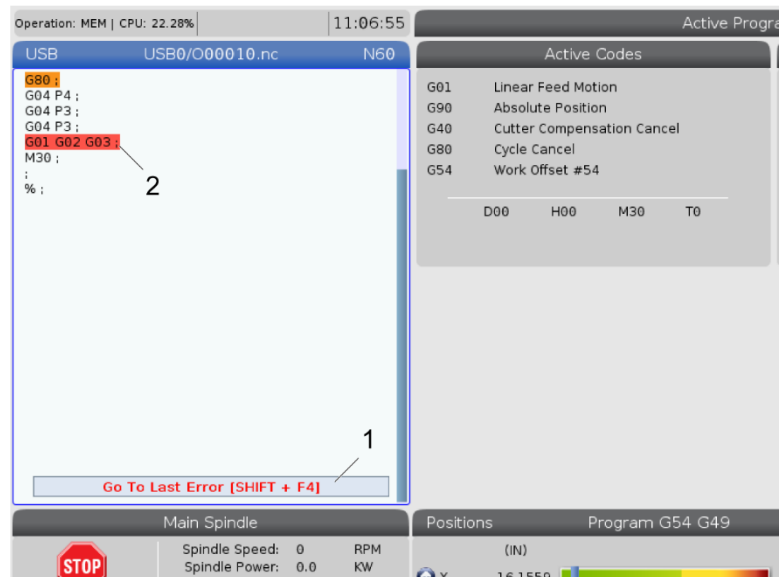 Operation: MEM | CPU: 22.28%
11:06:55
Active
USB USB0/O00010.nc N60
G80 ;
G04 P4 ;
G04 P3 ;
G04 P3 ;
G01 G02 G03 ;
M30 ;
;
% ;
2
1
Go To Last Error [SHIFT + F4]
Active Codes
G01 Linear Feed Motion
G90 Absolute Position
G40 Cutter Compensation Cancel
G80 Cycle Cancel
G54 Work Offset #54
D00 H00 M30 T0
Main Spindle
STOP
Spindle Speed: 0 RPM
Spindle Power: 0.0 KW
Positions Program G54 G49
(IN)
X 16.1559